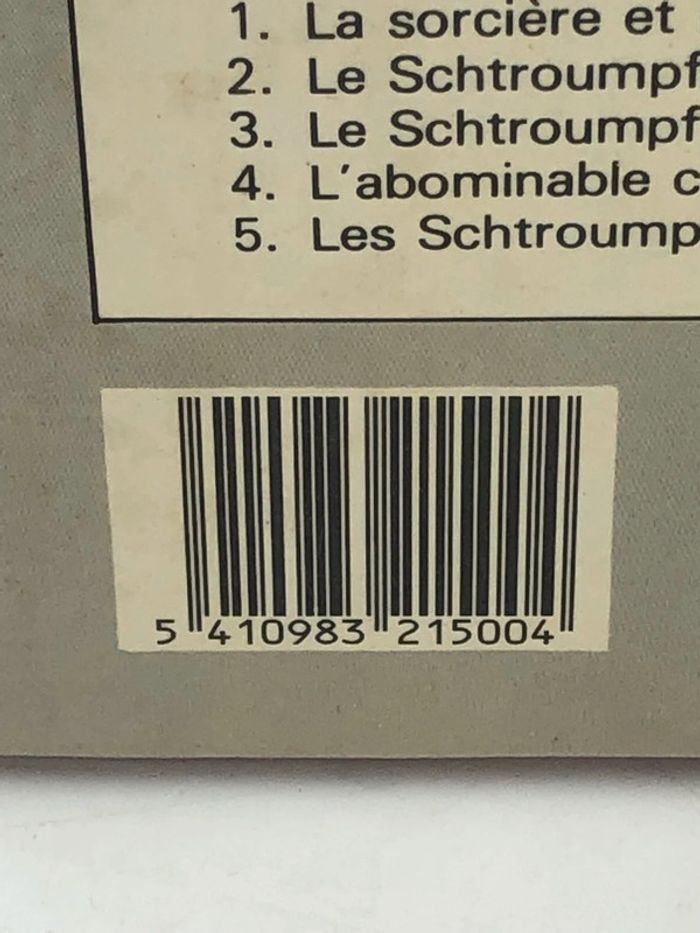 1. La sorcière et
2. Le Schtroumpf
3. Le Schtroumpf
4. L'abominable c
5. Les Schtroump
5 410983 215004